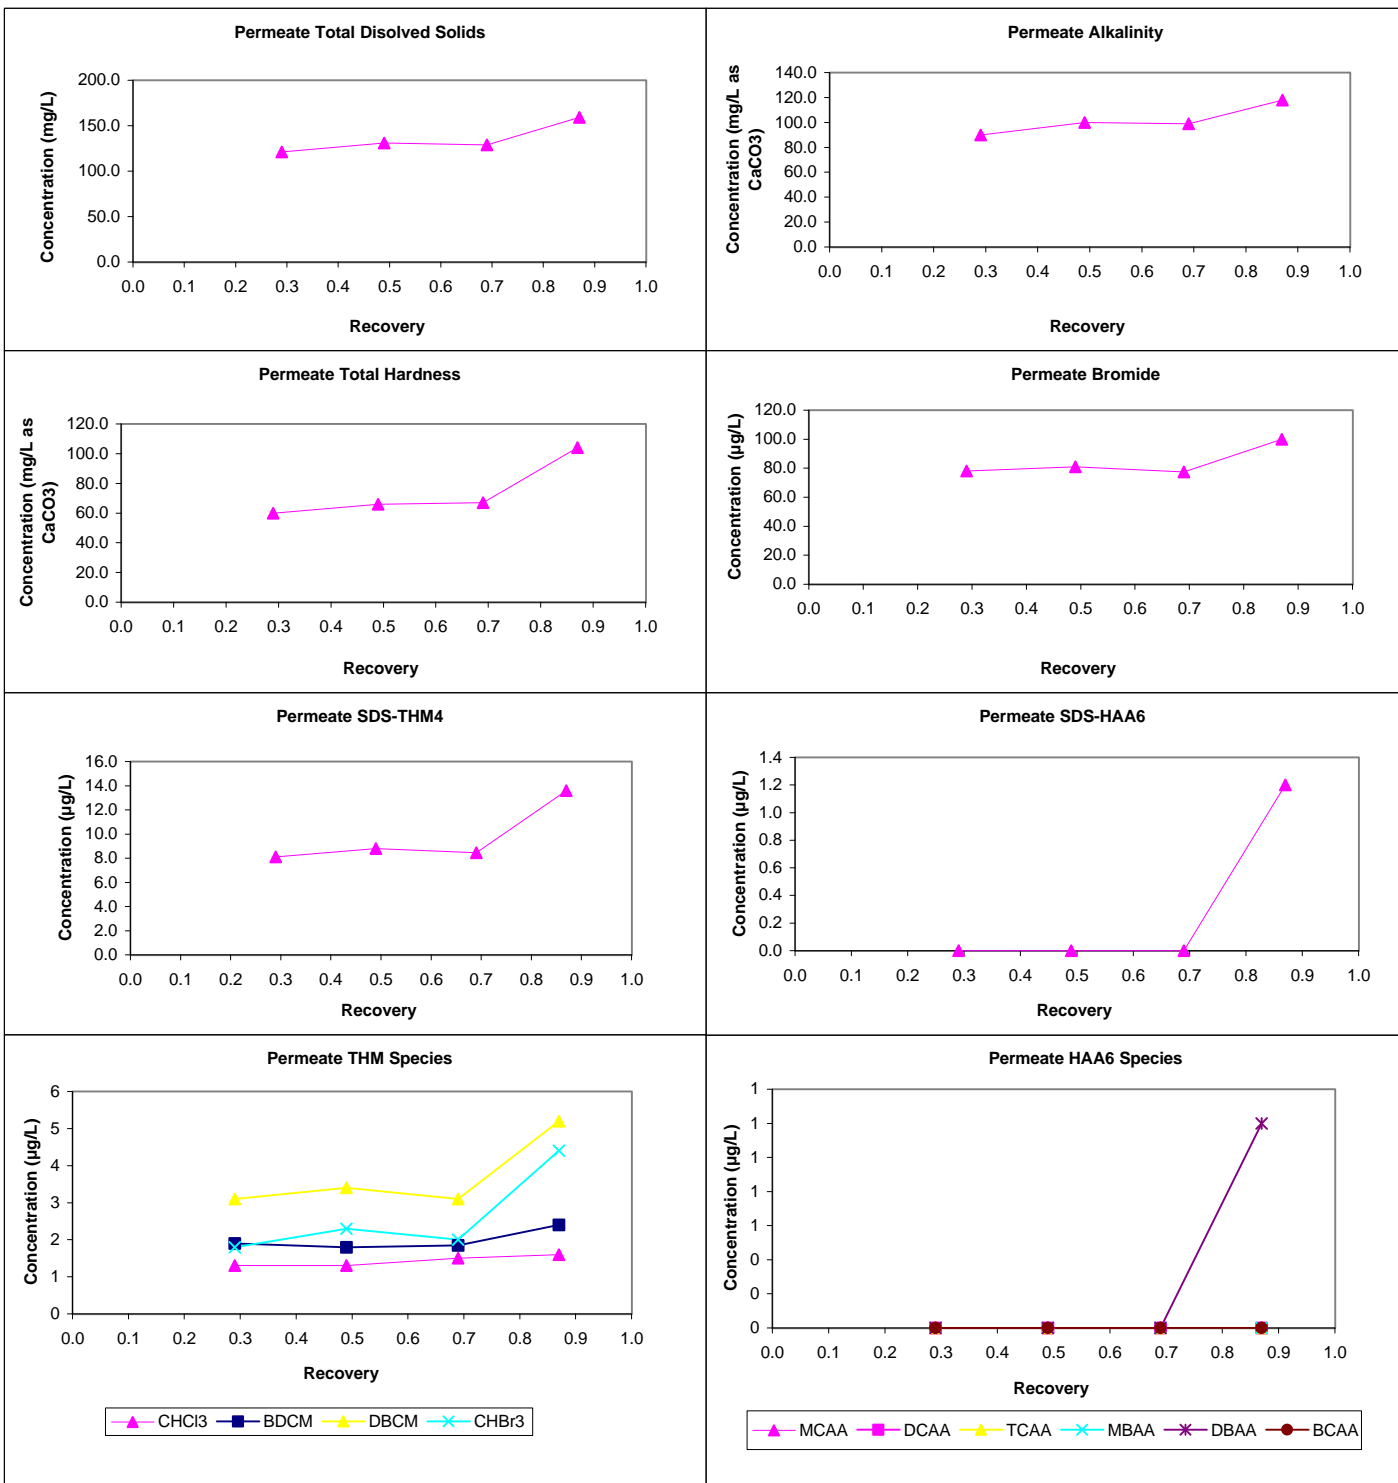 Permeate Total Disolved Solids
Concentration (mg/L)
200.0
150.0
100.0
50.0
0.0
0.0 0.1 0.2 0.3 0.4 0.5 0.6 0.7 0.8 0.9 1.0
Recovery
Permeate Alkalinity
Concentration (mg/L as
CaCO3)
140.0
120.0
100.0
80.0
60.0
40.0
20.0
0.0
0.0 0.1 0.2 0.3 0.4 0.5 0.6 0.7 0.8 0.9 1.0
Recovery
Permeate Total Hardness
Concentration (mg/L as
CaCO3)
120.0
100.0
80.0
60.0
40.0
20.0
0.0
0.0 0.1 0.2 0.3 0.4 0.5 0.6 0.7 0.8 0.9 1.0
Recovery
Permeate Bromide
Concentration (µg/L)
120.0
100.0
80.0
60.0
40.0
20.0
0.0
0.0 0.1 0.2 0.3 0.4 0.5 0.6 0.7 0.8 0.9 1.0
Recovery
Permeate SDS-THM4
Concentration (µg/L)
16.0
14.0
12.0
10.0
8.0
6.0
4.0
2.0
0.0
0.0 0.1 0.2 0.3 0.4 0.5 0.6 0.7 0.8 0.9 1.0
Recovery
Permeate SDS-HAA6
Concentration (µg/L)
1.4
1.2
1.0
0.8
0.6
0.4
0.2
0.0
0.0 0.1 0.2 0.3 0.4 0.5 0.6 0.7 0.8 0.9 1.0
Recovery
Permeate THM Species
Concentration (µg/L)
6
5
4
3
2
1
0
0.0 0.1 0.2 0.3 0.4 0.5 0.6 0.7 0.8 0.9 1.0
Recovery
CHCl3 BDCM DBCM CHBr3
Permeate HAA6 Species
Concentration (µg/L)
1
1
1
1
1
0
0
0
0.0 0.1 0.2 0.3 0.4 0.5 0.6 0.7 0.8 0.9 1.0
Recovery
MCAA DCAA TCAA MBAA DBAA BCAA